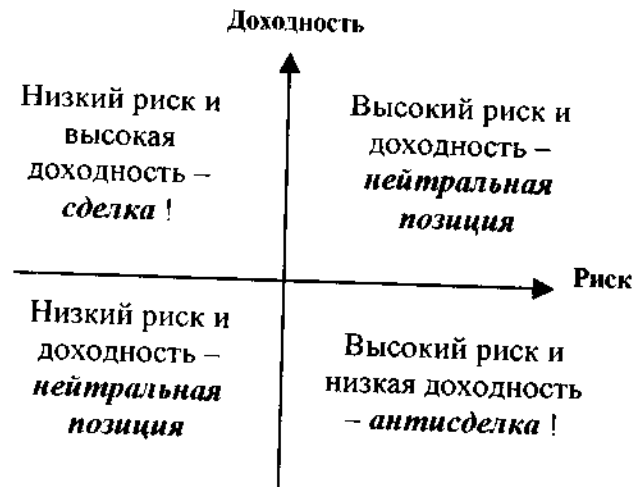 Доходность
Низкий риск и
высокая
доходность –
сделка !
Высокий риск и
доходность –
нейтральная
позиция
Риск
Низкий риск и
доходность –
нейтральная
позиция
Высокий риск и
низкая доходность
– антисделка !